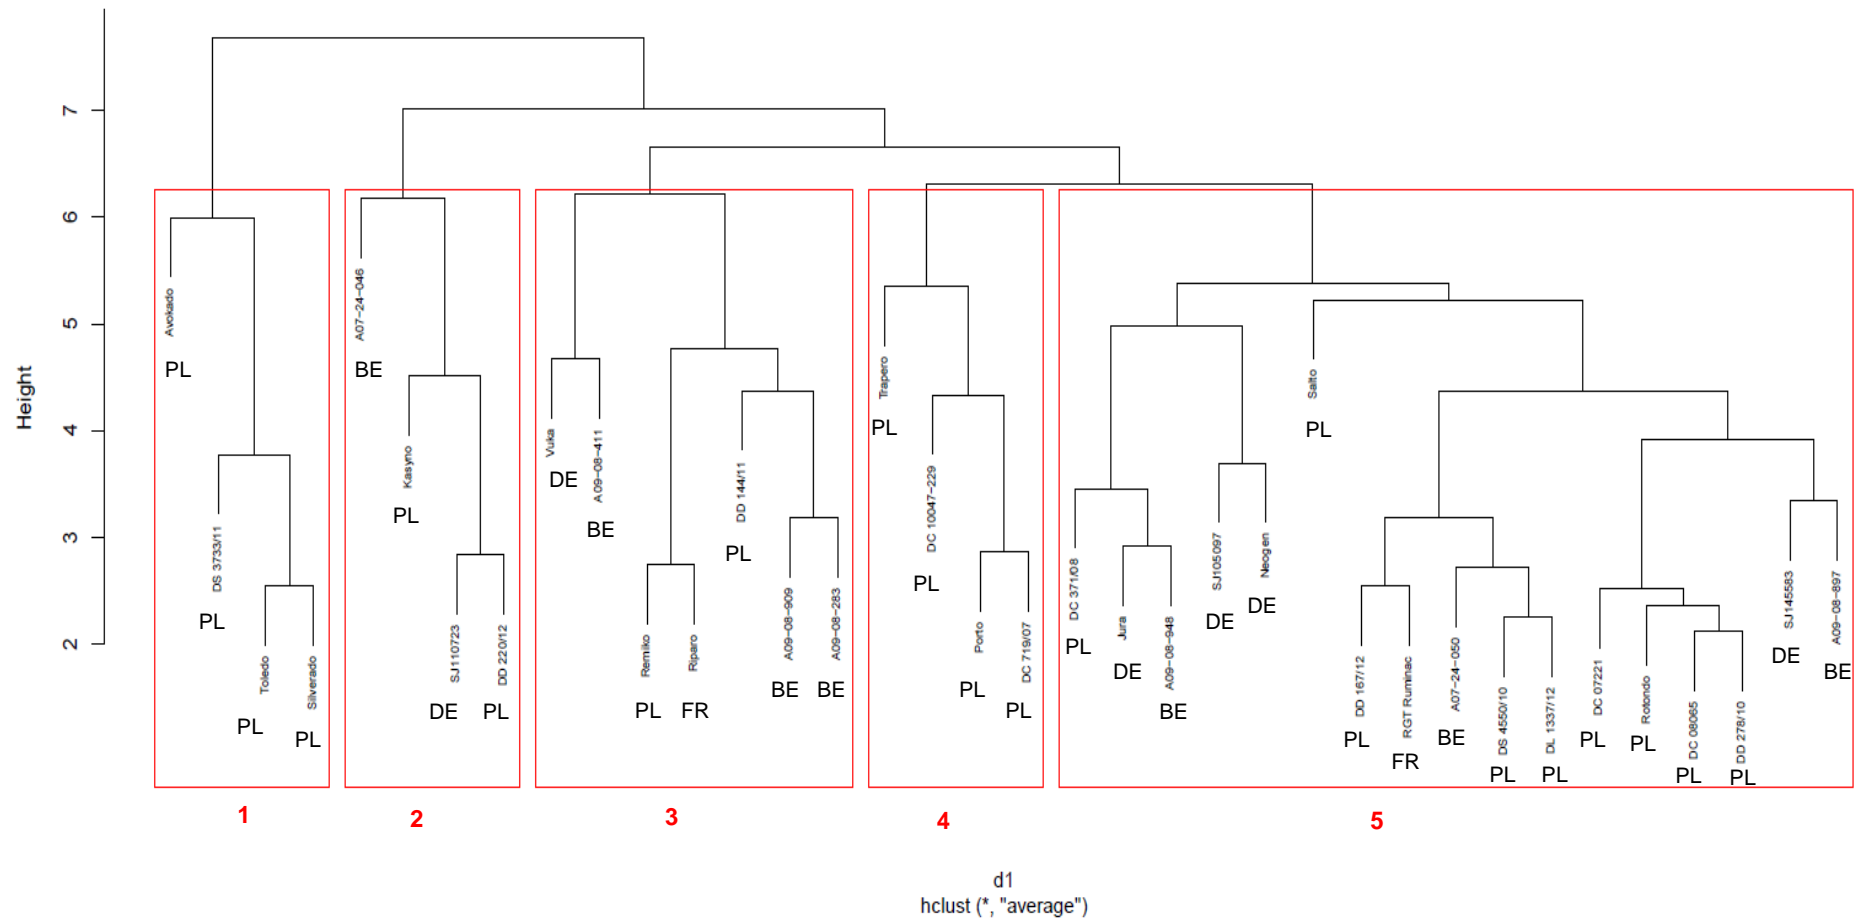 Height
7
6
5
4
3
2
Avokado
PL
DS 3733/11
PL
Toledo
PL
Silverado
PL
A07-24-046
BE
Kasyno
PL
SJ110723
DE
DD 220/12
PL
Vuka
DE
A09-08-411
BE
Remiko
PL
Riparo
FR
DD 144/11
PL
A09-08-909
BE
A09-08-283
BE
Trapero
PL
DC 10047-229
PL
Porto
PL
DC 719/07
PL
DC 371/08
PL
Jura
DE
A09-08-948
BE
SJ105097
DE
Neogen
DE
Salto
PL
DD 167/12
PL
RGT Ruminac
FR
A07-24-050
BE
DS 4550/10
PL
DL 1337/12
PL
DC 07221
PL
Rotondo
PL
DC 08065
PL
DD 278/10
PL
SJ145583
DE
A09-08-897
BE
1
2
3
4
5
d1
hclust (*, "average")